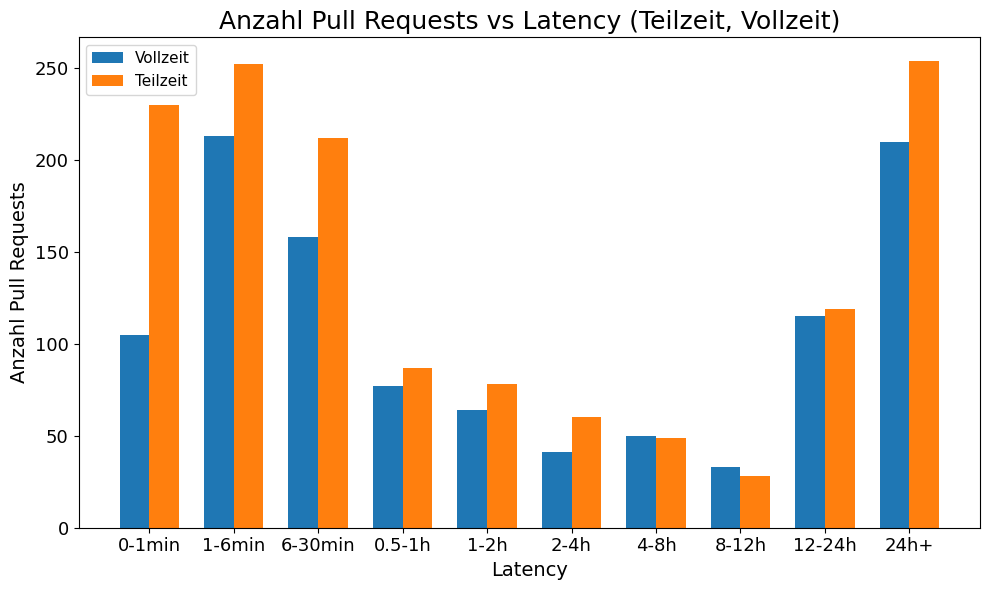 Anzahl Pull Requests vs Latency (Teilzeit, Vollzeit)
Vollzeit
Teilzeit
Anzahl Pull Requests
250
200
150
100
50
0
0-1min 1-6min 6-30min 0.5-1h 1-2h 2-4h 4-8h 8-12h 12-24h 24h+
Latency